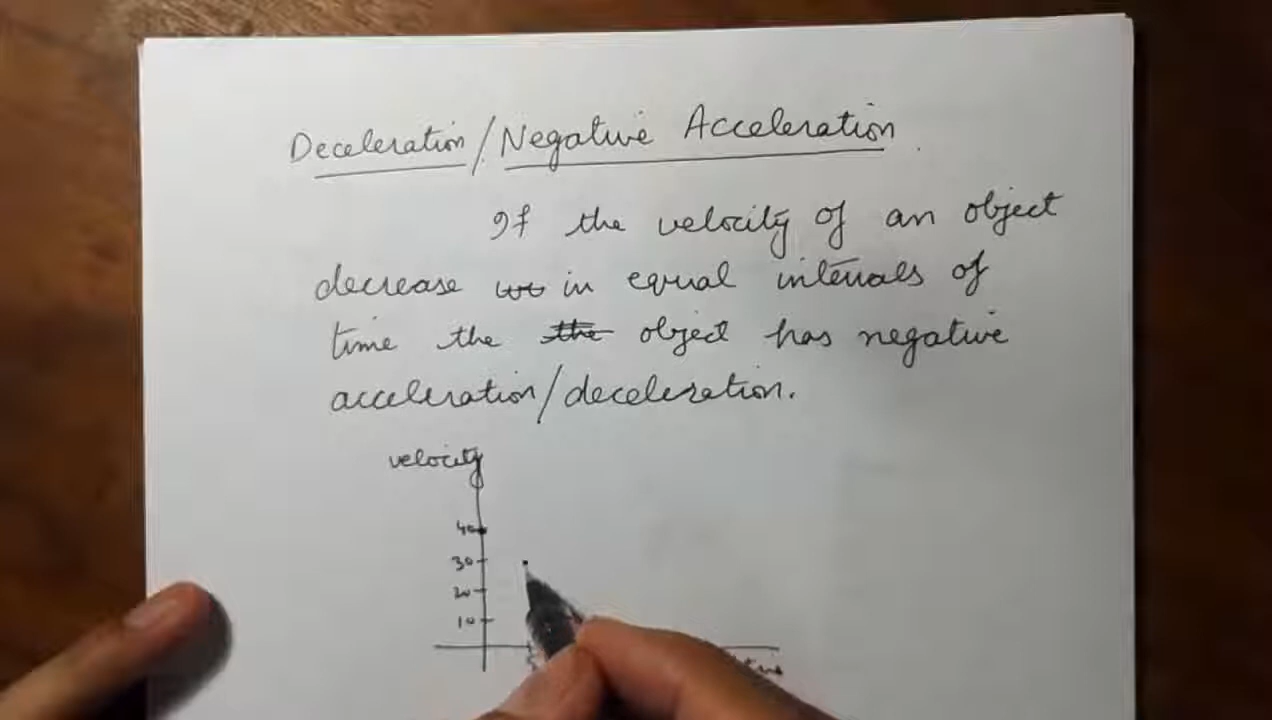 Deceleration/Negative Acceleration.
If the velocity of an object
decrease in equal intervals of
time the the object has negative
acceleration/deceleration.
velocity
40
30
20
10